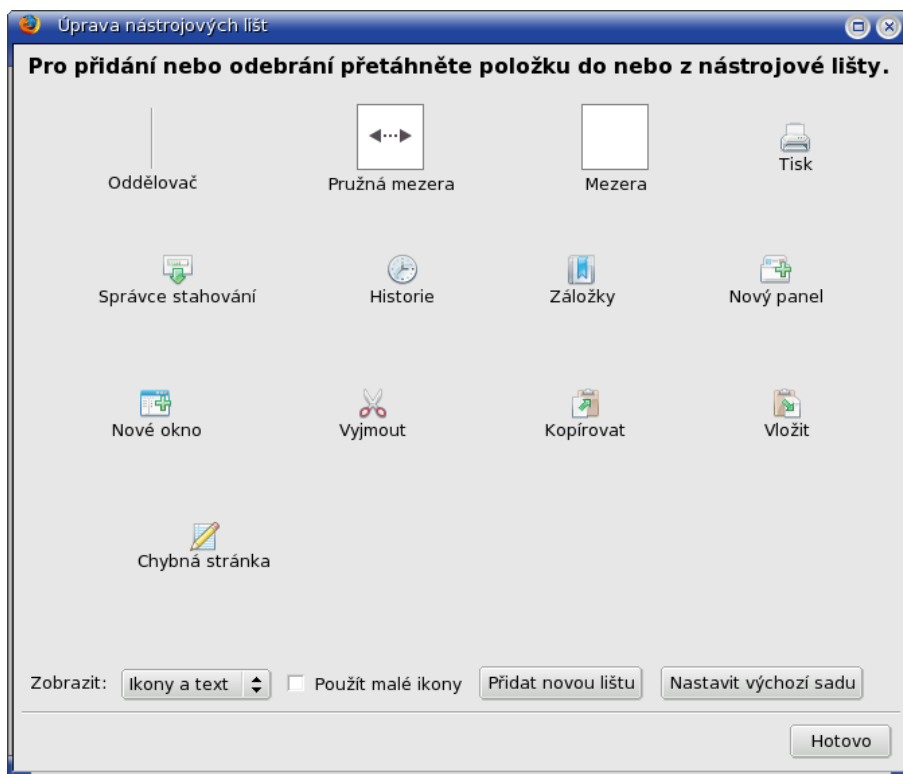 Úprava nástrojových lišt
Pro přidání nebo odebrání přetáhněte položku do nebo z nástrojové lišty.
Oddělovač
Pružná mezera
Mezera
Tisk
Správce stahování
Historie
Záložky
Nový panel
Nové okno
Vyjmout
Kopírovat
Vložit
Chybná stránka
Zobrazit: Ikony a text Použít malé ikony Přidat novou lištu Nastavit výchozí sadu
Hotovo